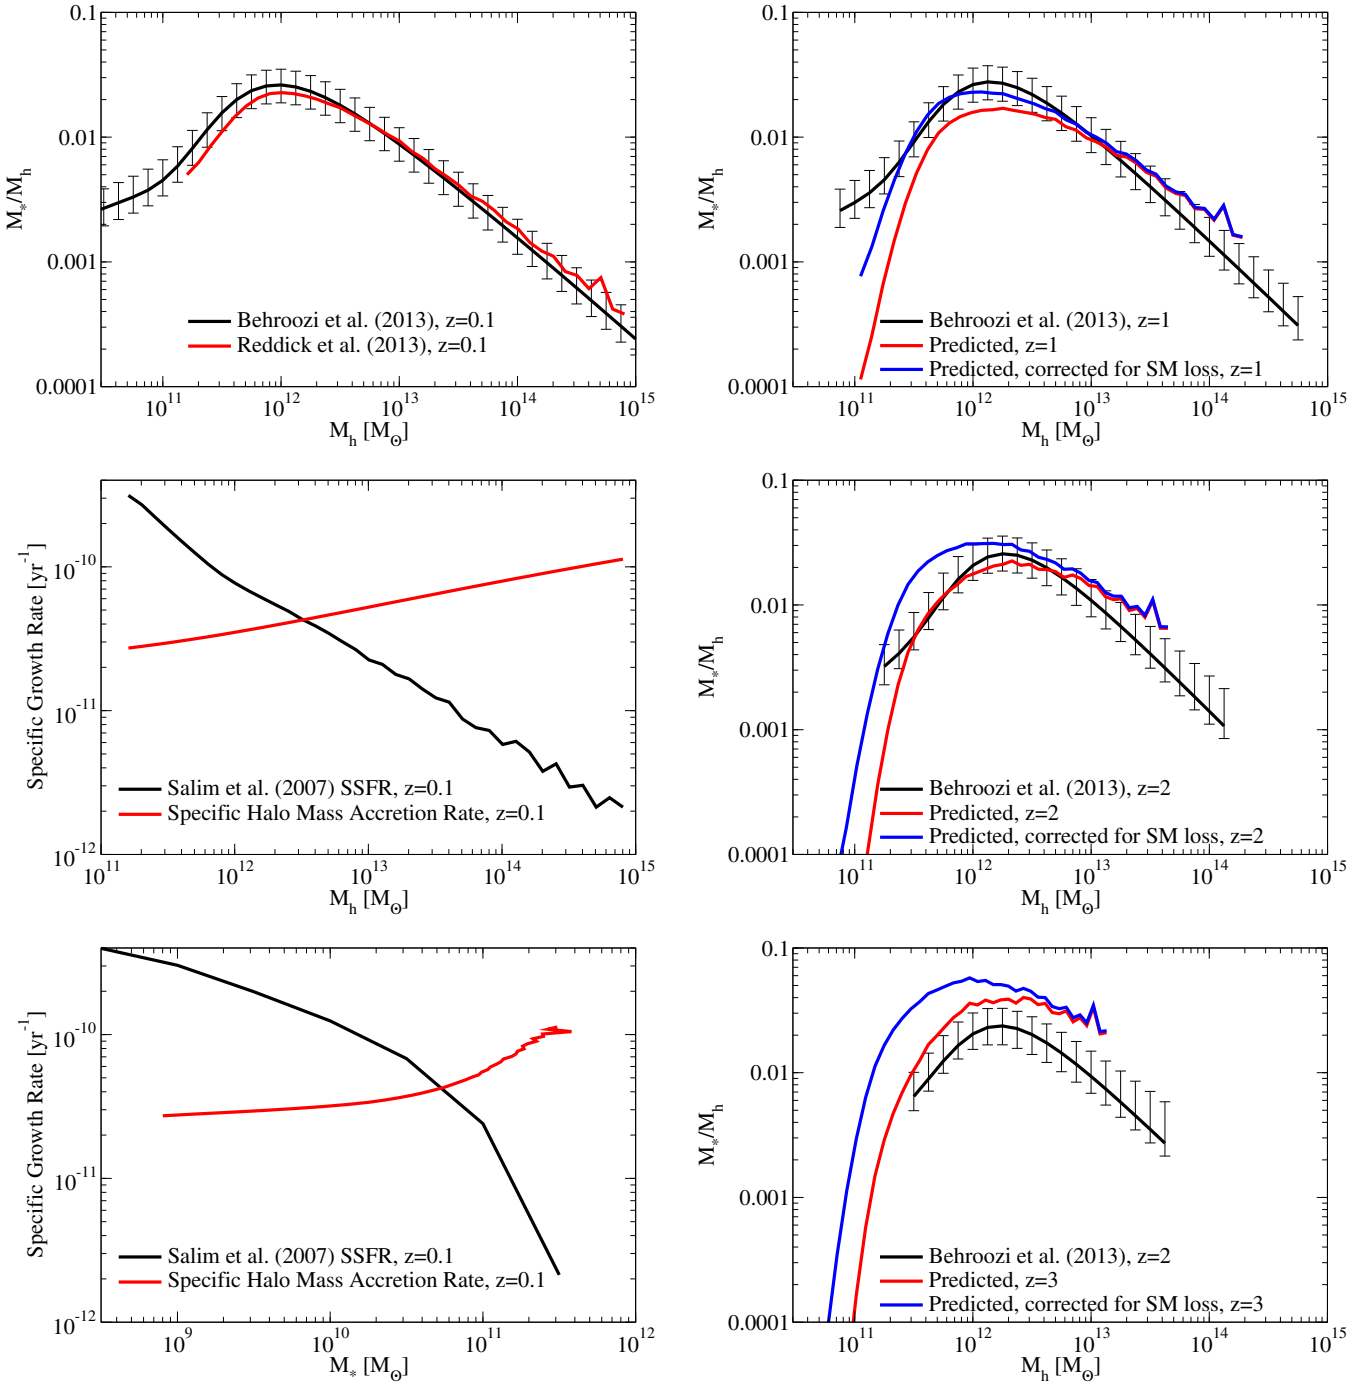 0.1
0.01
0.001
0.0001
M*/Mh
Behroozi et al. (2013), z=0.1
Reddick et al. (2013), z=0.1
10^11 10^12 10^13 10^14 10^15
Mh [M⊙]
0.1
0.01
0.001
0.0001
M*/Mh
Behroozi et al. (2013), z=1
Predicted, z=1
Predicted, corrected for SM loss, z=1
10^11 10^12 10^13 10^14 10^15
Mh [M⊙]
10^-10
10^-11
10^-12
Specific Growth Rate [yr^-1]
Salim et al. (2007) SSFR, z=0.1
Specific Halo Mass Accretion Rate, z=0.1
10^11 10^12 10^13 10^14 10^15
Mh [M⊙]
0.1
0.01
0.001
0.0001
M*/Mh
Behroozi et al. (2013), z=2
Predicted, z=2
Predicted, corrected for SM loss, z=2
10^11 10^12 10^13 10^14 10^15
Mh [M⊙]
10^-10
10^-11
10^-12
Specific Growth Rate [yr^-1]
Salim et al. (2007) SSFR, z=0.1
Specific Halo Mass Accretion Rate, z=0.1
10^9 10^10 10^11 10^12
M* [M⊙]
0.1
0.01
0.001
0.0001
M*/Mh
Behroozi et al. (2013), z=2
Predicted, z=3
Predicted, corrected for SM loss, z=3
10^11 10^12 10^13 10^14 10^15
Mh [M⊙]